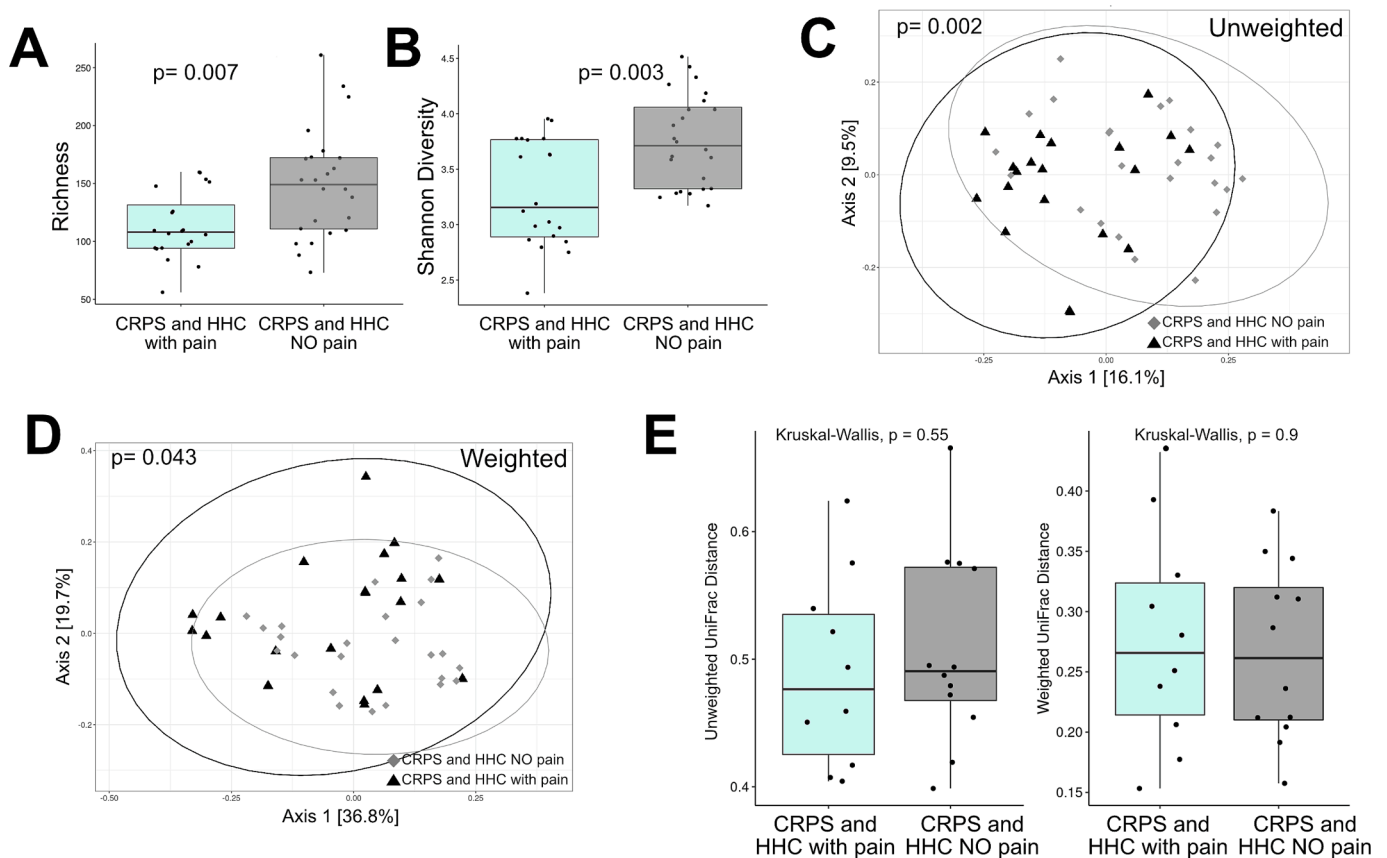 A
p= 0.007
Richness
250
200
150
100
50
CRPS and HHC
with pain
CRPS and HHC
NO pain
B
p= 0.003
Shannon Diversity
4.5
4.0
3.5
3.0
2.5
CRPS and HHC
with pain
CRPS and HHC
NO pain
C
p= 0.002
Unweighted
Axis 2 [9.5%]
0.2
0.0
-0.2
CRPS and HHC NO pain
CRPS and HHC with pain
-0.25
0.00
0.25
Axis 1 [16.1%]
D
p= 0.043
Weighted
Axis 2 [19.7%]
0.4
0.2
0.0
-0.2
CRPS and HHC NO pain
CRPS and HHC with pain
-0.50
-0.25
0.00
0.25
Axis 1 [36.8%]
E
Kruskal-Wallis, p = 0.55
Unweighted UniFrac Distance
0.6
0.5
0.4
CRPS and
HHC with pain
CRPS and
HHC NO pain
Kruskal-Wallis, p = 0.9
Weighted UniFrac Distance
0.40
0.35
0.30
0.25
0.20
0.15
CRPS and
HHC with pain
CRPS and
HHC NO pain